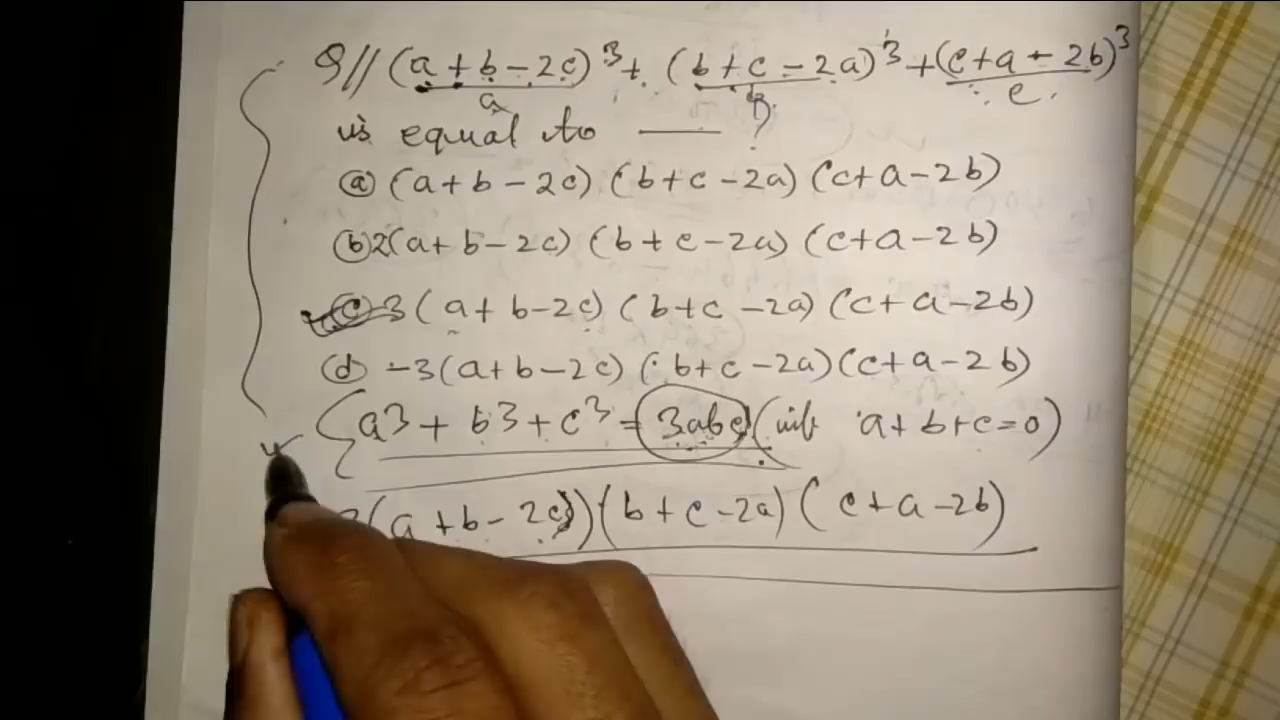 Q// (a+b-2c)³ + (b+c-2a)³ + (c+a-2b)³
a b c
is equal to ___ ?
(a) (a+b-2c) (b+c-2a) (c+a-2b)
(b) 2(a+b-2c) (b+c-2a) (c+a-2b)
(c) 3(a+b-2c) (b+c-2a) (c+a-2b)
(d) -3(a+b-2c) (b+c-2a) (c+a-2b)
{ a3 + b3 + c3 = 3abc ( a+b+c=0)
(a+b-2c) (b+c-2a) (c+a-2b)